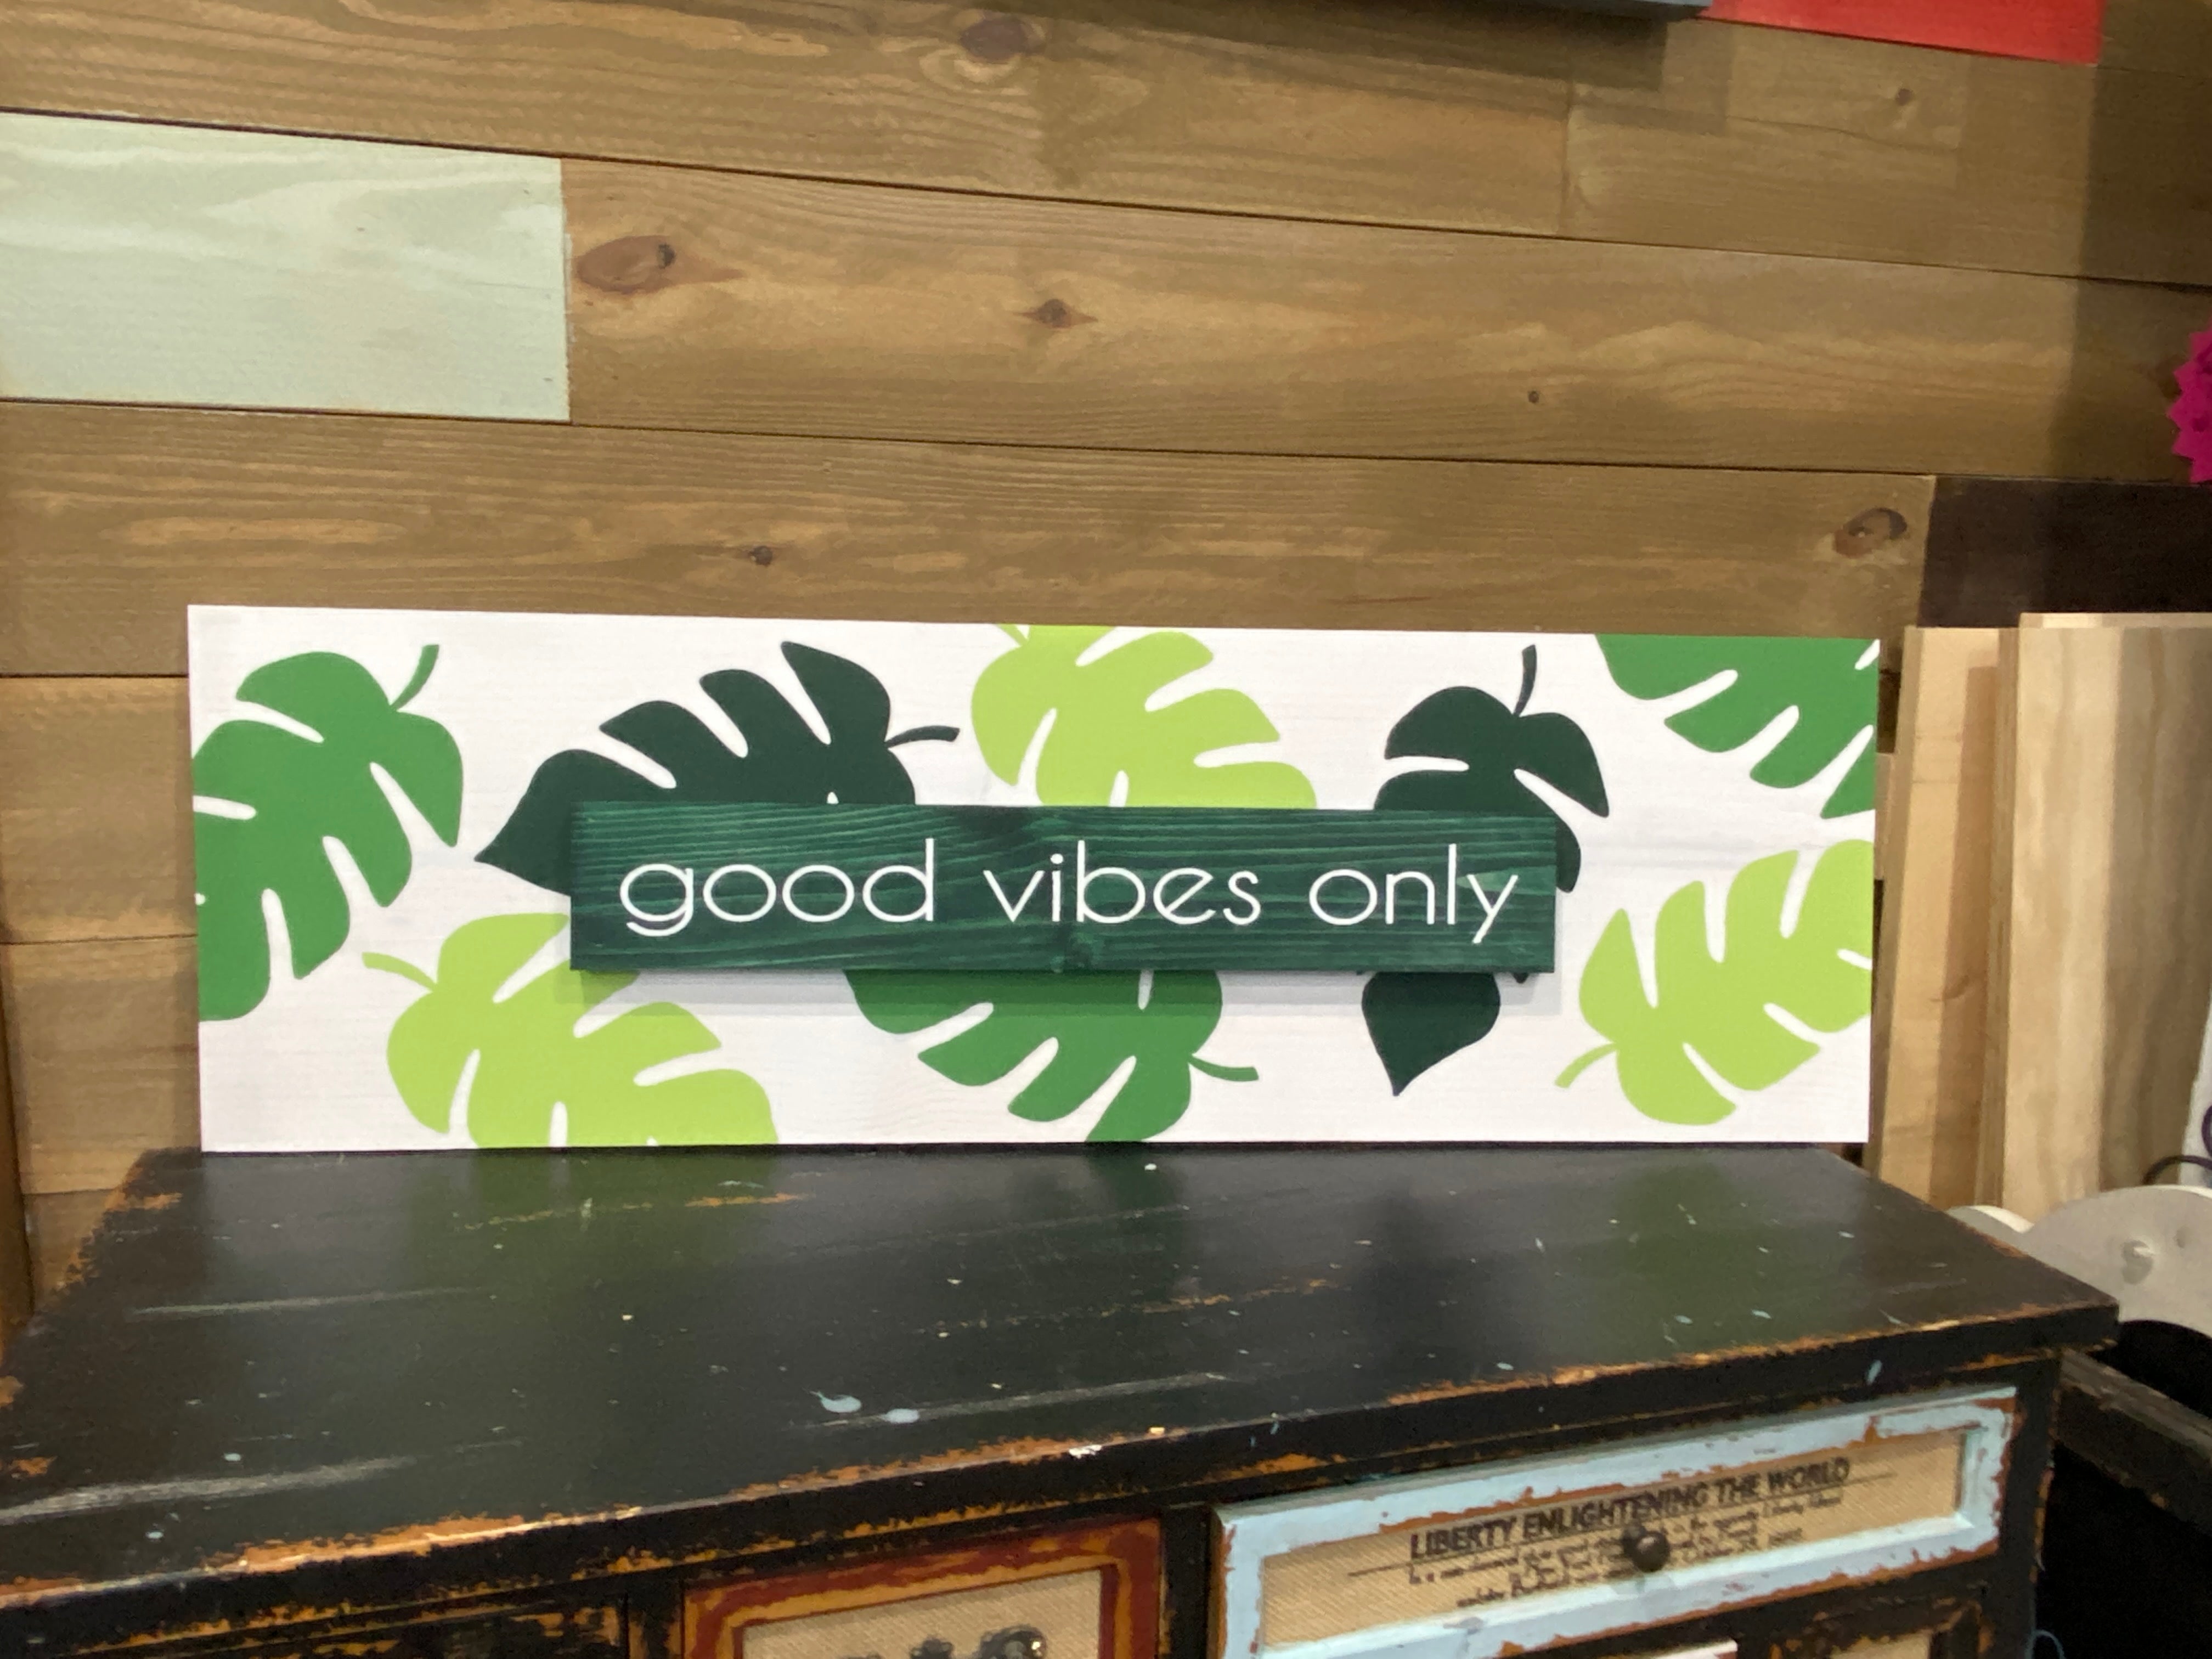 good vibes only
LIBERTY ENLIGHTENING THE WORLD